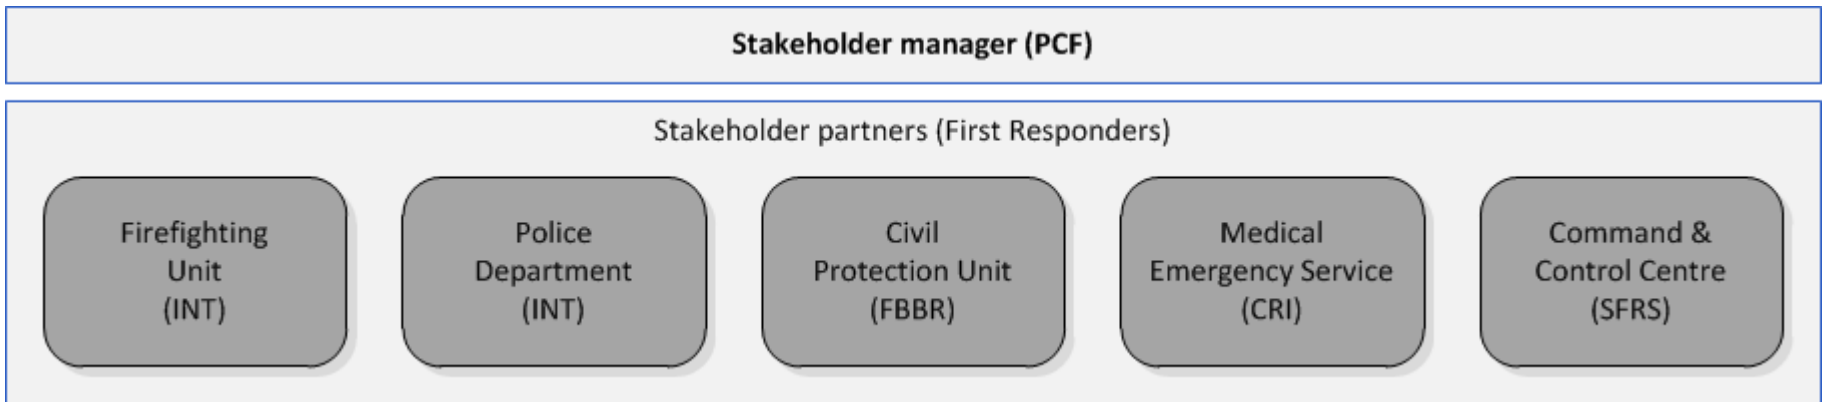 Stakeholder manager (PCF)
Stakeholder partners (First Responders)
Firefighting
Unit
(INT)
Police
Department
(INT)
Civil
Protection Unit
(FBBR)
Medical
Emergency Service
(CRI)
Command &
Control Centre
(SFRS)